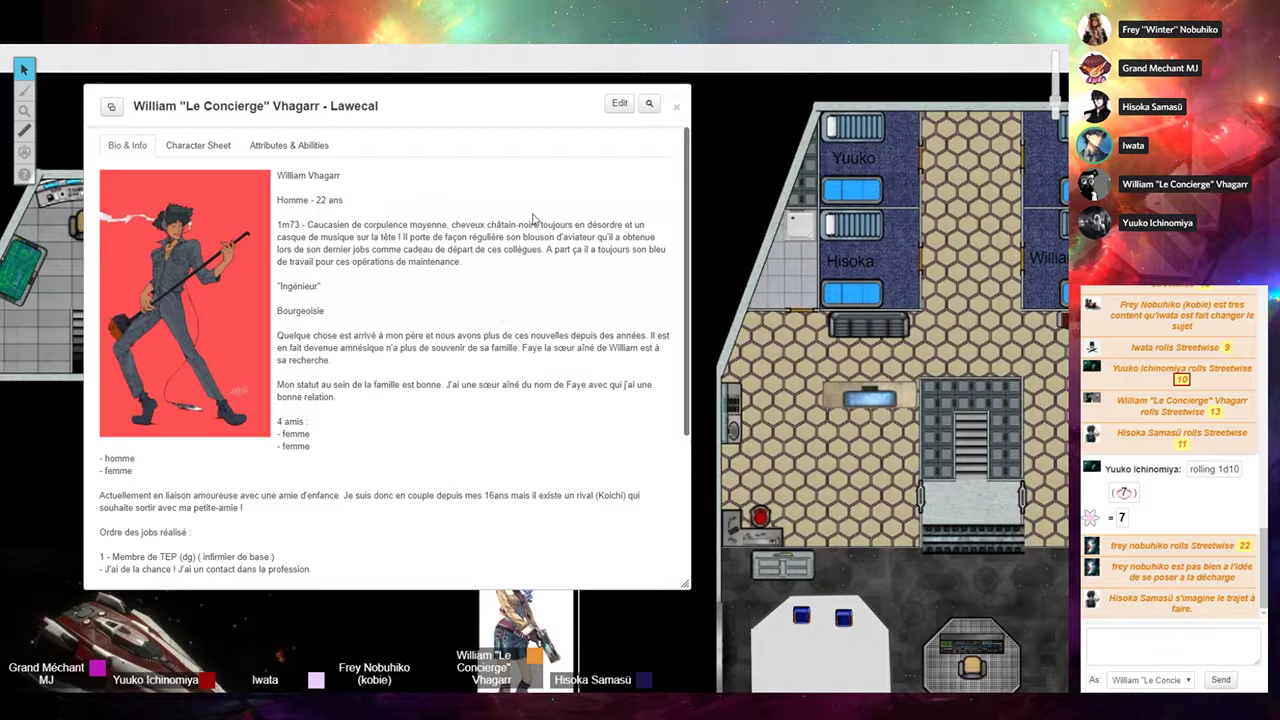 William "Le Concierge" Vhagarr - Lawecal
Edit
Bio & Info
Character Sheet
Attributes & Abilities
William Vhagarr
Homme - 22 ans
1m73 - Caucasien de corpulence moyenne, cheveux châtain-noirs toujours en désordre et un
casque de musique sur la tête ! Il porte de façon régulière son blouson d'aviateur qu'il a obtenue
lors de son dernier jobs comme cadeau de départ de ces collègues. A part ça il a toujours son bleu
de travail pour ces opérations de maintenance.
"Ingénieur"
Bourgeoisie
Quelque chose est arrivé à mon père et nous avons plus de ces nouvelles depuis des années. Il est
en fait devenue amnésique n'a plus de souvenir de sa famille. Faye la sœur aîné de William est à
sa recherche.
Mon statut au sein de la famille est bonne. J'ai une sœur aîné du nom de Faye avec qui j'ai une
bonne relation.
4 amis :
- femme
- femme
- homme
- femme
Actuellement en liaison amoureuse avec une amie d'enfance. Je suis donc en couple depuis mes 16ans mais il existe un rival (Koichi) qui
souhaite sortir avec ma petite-amie !
Ordre des jobs réalisé :
1 - Membre de TEP (dg) ( infirmier de base )
- J'ai de la chance ! J'ai un contact dans la profession.
Yuuko
Hisoka
Willia
Grand Méchant
MJ
Yuuko Ichinomiya
Iwata
Frey Nobuhiko
(kobie)
William "Le
Concierge"
Vhagarr
Hisoka Samasü
Frey "Winter" Nobuhiko
Grand Mechant MJ
Hisoka Samasü
Iwata
William "Le Concierge" Vhagarr
Yuuko Ichinomiya
Frey Nobuhiko (kobie) est tres
content qu'iwata est fait changer le
sujet
Iwata rolls Streetwise 9
Yuuko Ichinomiya rolls Streetwise
10
William "Le Concierge" Vhagarr
rolls Streetwise 13
Hisoka Samasü rolls Streetwise
11
Yuuko Ichinomiya: rolling 1d10
(7)
= 7
frey nobuhiko rolls Streetwise 22
frey nobuhiko est pas bien a l'idée
de se poser a la décharge
Hisoka Samasü s'imagine le trajet à
faire.
As: William "Le Concie
Send